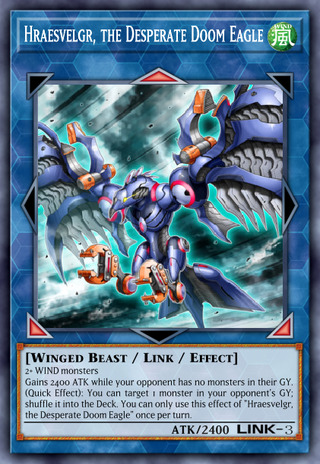 Hraesvelgr, the Desperate Doom Eagle
WIND
風
[Winged Beast / Link / Effect]
2+ WIND monsters
Gains 2400 ATK while your opponent has no monsters in their GY.
(Quick Effect): You can target 1 monster in your opponent's GY;
shuffle it into the Deck. You can only use this effect of "Hraesvelgr,
the Desperate Doom Eagle" once per turn.
ATK/2400 LINK-3